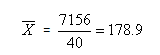 X̅ = 7156/40 = 178.9